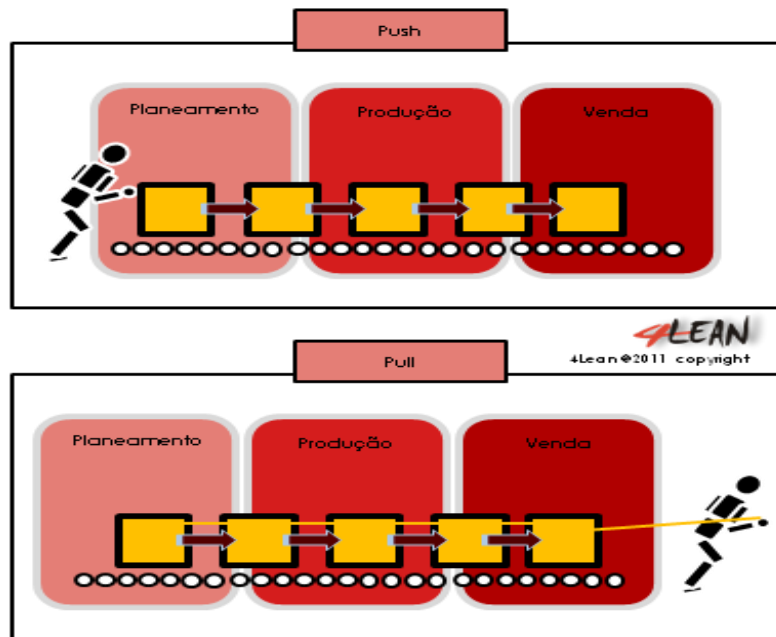 Push
Planeamento
Produção
Venda
4LEAN
4Lean©2011 copyright
Pull
Planeamento
Produção
Venda